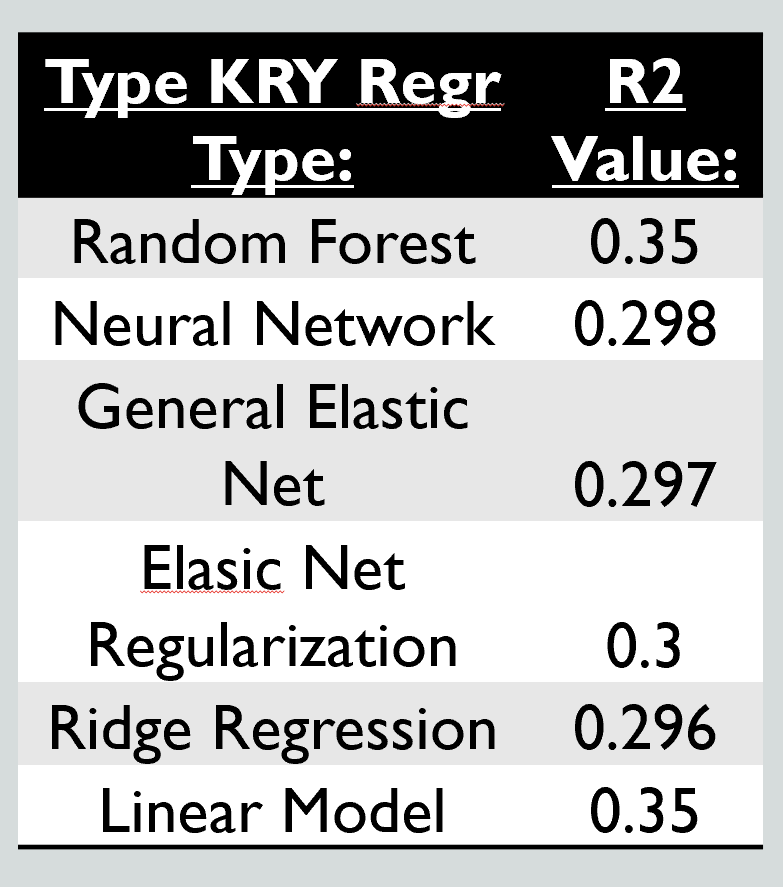 Type KRY Regr R2
Type: Value:
Random Forest 0.35
Neural Network 0.298
General Elastic
Net 0.297
Elasic Net
Regularization 0.3
Ridge Regression 0.296
Linear Model 0.35